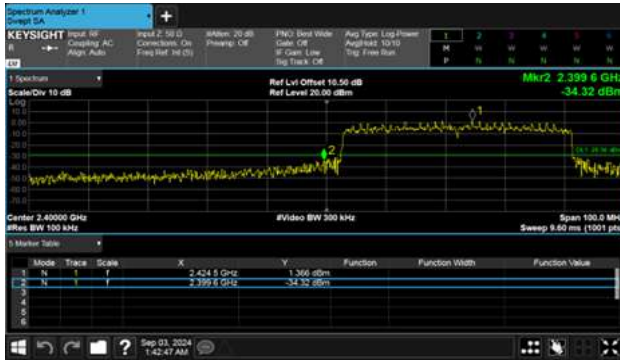 Spectrum Analyzer 1
Swept SA
KEYSIGHT Input: RF
Coupling: AC
Align: Auto
Input Z: 50 Ω
Corrections: On
Freq Ref: Int (S)
#Atten: 20 dB
Preamp: Off
PNO: Best Wide
Gate: Off
IF Gain: Low
Sig Track: Off
Avg Type: Log-Power
Avg|Hold: 10/10
Trig: Free Run
1 2 3 4 5 6
M W W W W W
P N N N N N
1 Spectrum
Scale/Div 10 dB
Log
Ref Lvl Offset 10.50 dB
Ref Level 20.00 dBm
Mkr2 2.399 6 GHz
-34.32 dBm
10.0
0.00
-10.0
-20.0
-30.0
-40.0
-50.0
-60.0
-70.0
1
2
Center 2.40000 GHz
#Res BW 100 kHz
#Video BW 300 kHz
Span 100.0 MHz
Sweep 9.60 ms (1001 pts)
5 Marker Table
Mode Trace Scale X Y Function Function Width Function Value
1 N 1 f 2.424 5 GHz 1.366 dBm
2 N 1 f 2.399 6 GHz -34.32 dBm
3
4
5
6
?
Sep 03, 2024
1:42:47 AM